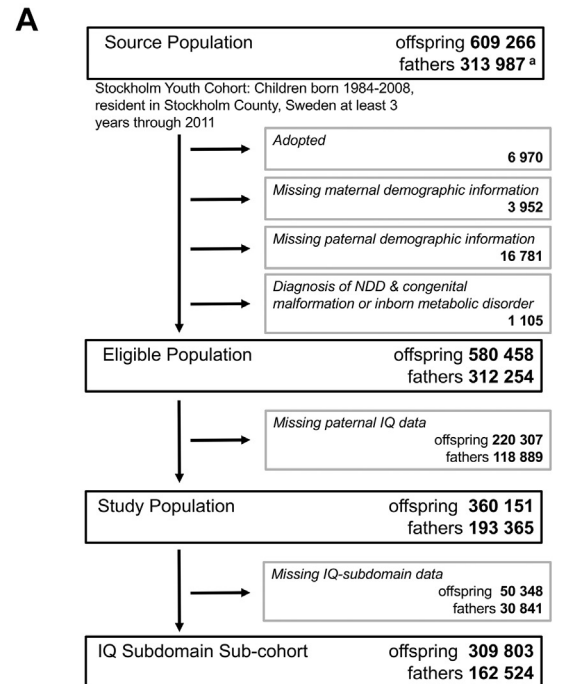 A
Source Population offspring 609 266
fathers 313 987 a
Stockholm Youth Cohort: Children born 1984-2008,
resident in Stockholm County, Sweden at least 3
years through 2011
Adopted
6 970
Missing maternal demographic information
3 952
Missing paternal demographic information
16 781
Diagnosis of NDD & congenital
malformation or inborn metabolic disorder
1 105
Eligible Population offspring 580 458
fathers 312 254
Missing paternal IQ data
offspring 220 307
fathers 118 889
Study Population offspring 360 151
fathers 193 365
Missing IQ-subdomain data
offspring 50 348
fathers 30 841
IQ Subdomain Sub-cohort offspring 309 803
fathers 162 524